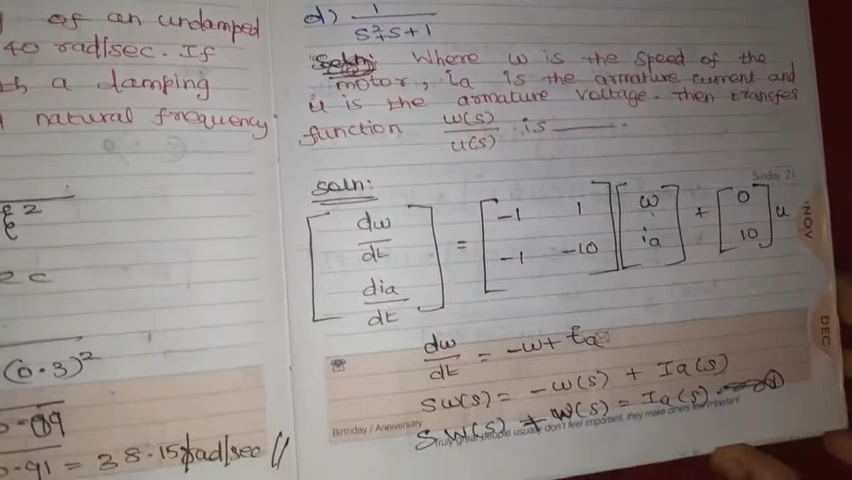 of an undamped
40 rad/sec. If
a damping
natural frequency
ξ²
(0.3)²
= 38.15 rad/sec //
d) 1 / s²+s+1
Where ω is the speed of the
motor, ia is the armature current and
u is the armature voltage. Then transfer
function ω(s)/u(s) is ———.
Sunday 21
Soln:
[dω/dt ; dia/dt] = [-1 1 ; -1 -10] [ω ; ia] + [0 ; 10] u
NOV
DEC
dω/dt = -ω + ia
sω(s) = -ω(s) + Ia(s)
Birthday / Anniversary
sω(s) + ω(s) = Ia(s) ①
Truly great people usually don't feel important, they make others feel important